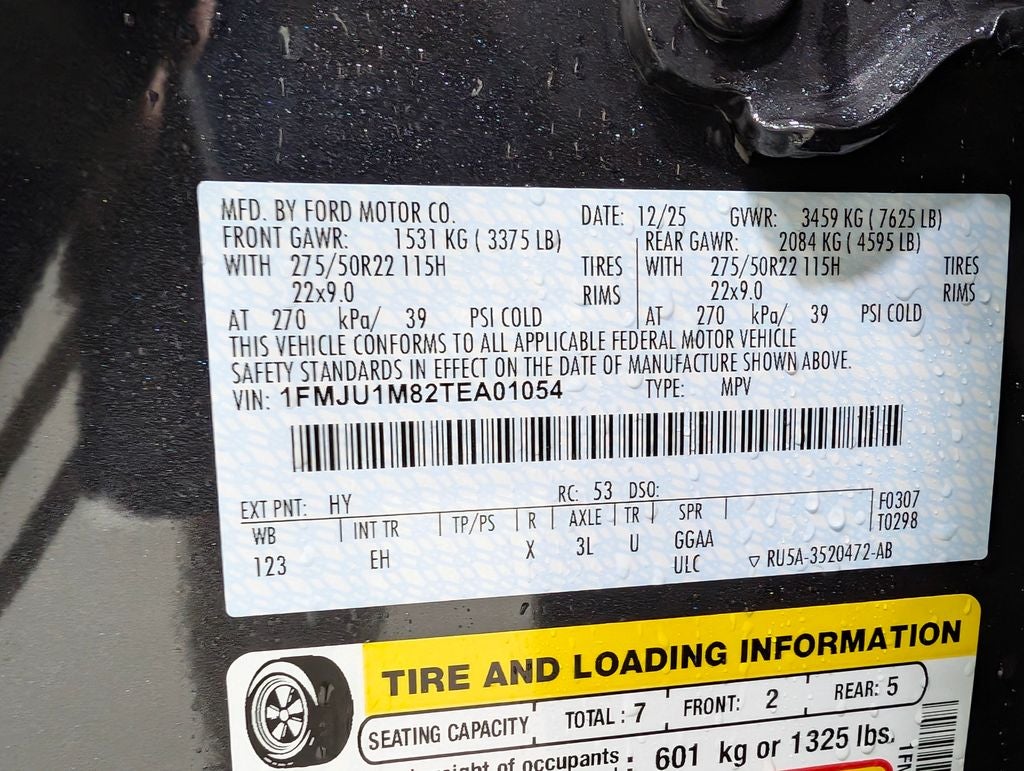 MFD. BY FORD MOTOR CO. DATE: 12/25 GVWR: 3459 KG ( 7625 LB)
FRONT GAWR: 1531 KG ( 3375 LB) REAR GAWR: 2084 KG ( 4595 LB)
WITH 275/50R22 115H TIRES WITH 275/50R22 115H TIRES
22x9.0 RIMS 22x9.0 RIMS
AT 270 kPa/ 39 PSI COLD AT 270 kPa/ 39 PSI COLD
THIS VEHICLE CONFORMS TO ALL APPLICABLE FEDERAL MOTOR VEHICLE
SAFETY STANDARDS IN EFFECT ON THE DATE OF MANUFACTURE SHOWN ABOVE.
VIN: 1FMJU1M82TEA01054 TYPE: MPV
EXT PNT: HY RC: 53 DSO: F0307
WB INT TR TP/PS R AXLE TR SPR T0298
123 EH X 3L U GGAA
ULC ▽ RU5A-3520472-AB
TIRE AND LOADING INFORMATION
SEATING CAPACITY TOTAL : 7 FRONT: 2 REAR: 5
of occupants : 601 kg or 1325 lbs.